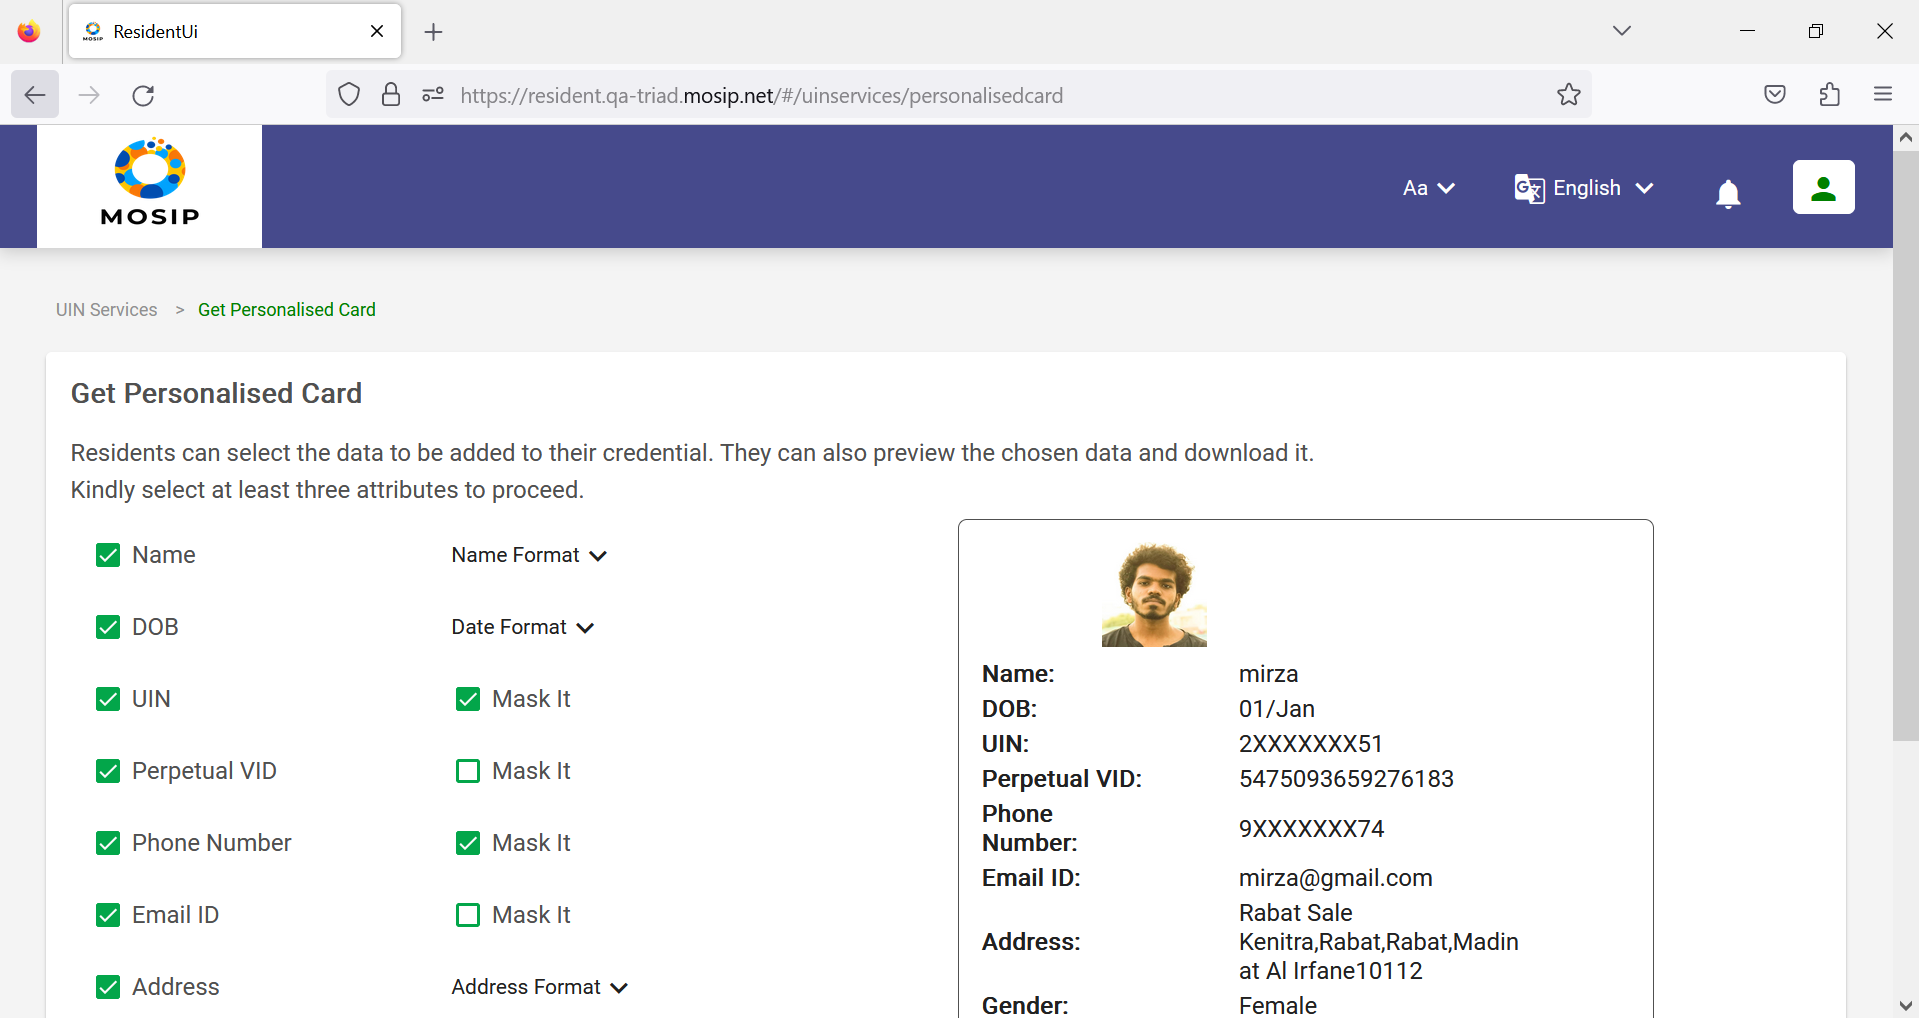 ResidentUi
https://resident.qa-triad.mosip.net/#/uinservices/personalisedcard
MOSIP
Aa
English
UIN Services > Get Personalised Card
Get Personalised Card
Residents can select the data to be added to their credential. They can also preview the chosen data and download it.
Kindly select at least three attributes to proceed.
Name
Name Format
DOB
Date Format
UIN
Mask It
Perpetual VID
Mask It
Phone Number
Mask It
Email ID
Mask It
Address
Address Format
Name: mirza
DOB: 01/Jan
UIN: 2XXXXXXX51
Perpetual VID: 5475093659276183
Phone
Number: 9XXXXXXX74
Email ID: mirza@gmail.com
Address: Rabat Sale
Kenitra,Rabat,Rabat,Madin
at Al Irfane10112
Gender: Female